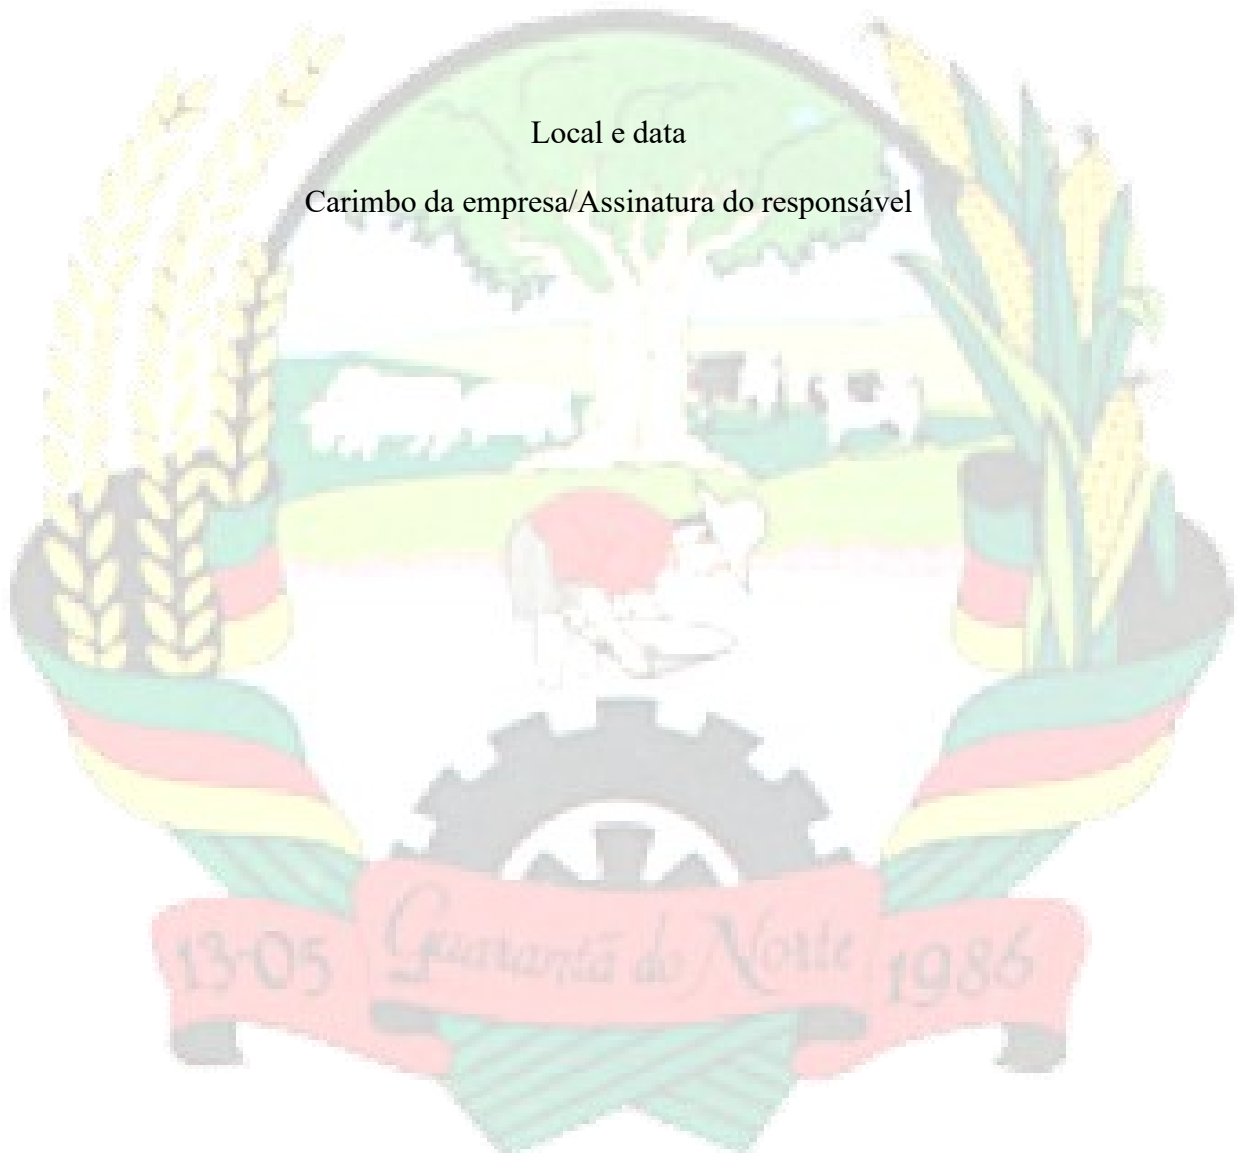 Local e data
Carimbo da empresa/Assinatura do responsável
13-05 Guarantã do Norte 1986